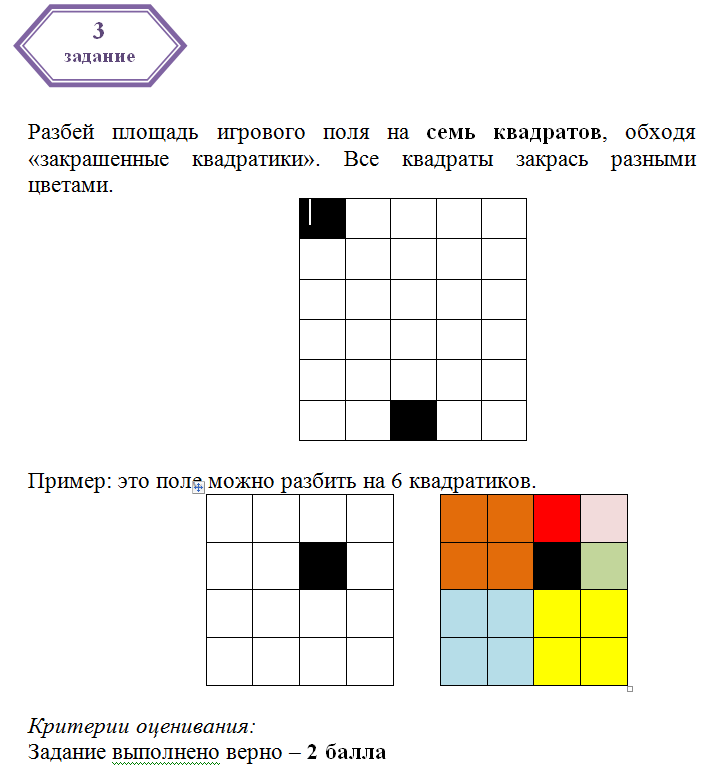 3
задание
Разбей площадь игрового поля на семь квадратов, обходя
«закрашенные квадратики». Все квадраты закрась разными
цветами.
Пример: это поле можно разбить на 6 квадратиков.
Критерии оценивания:
Задание выполнено верно – 2 балла